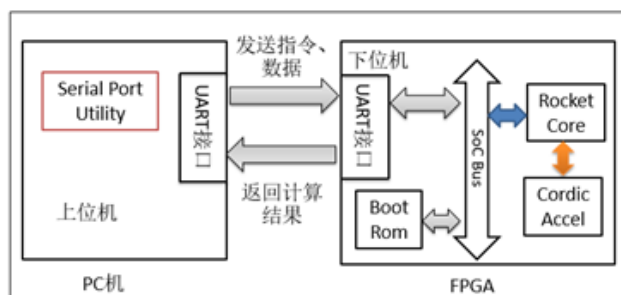 发送指令、
数据
下位机
Serial Port
Utility
UART接口
UART接口
SoC Bus
Rocket
Core
上位机
返回计算
结果
Boot
Rom
Cordic
Accel
PC机
FPGA